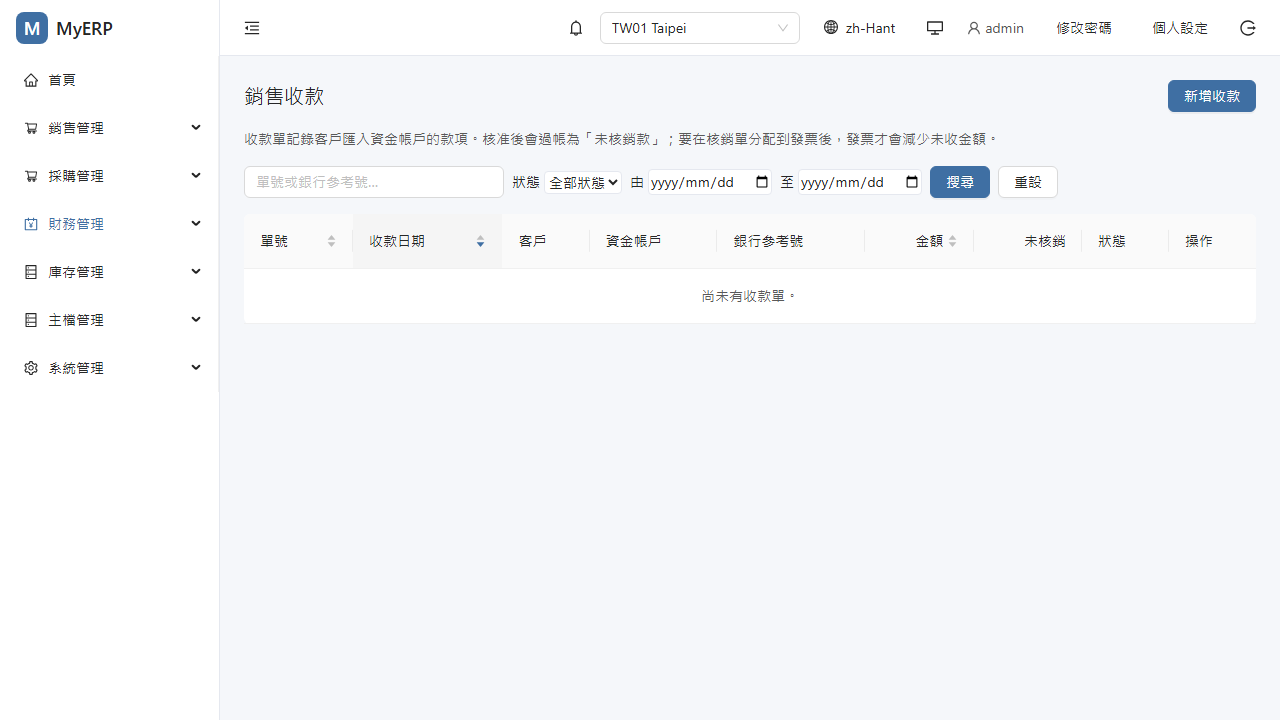 M MyERP
TW01 Taipei
zh-Hant
admin
修改密碼
個人設定
首頁
銷售管理
採購管理
財務管理
庫存管理
主檔管理
系統管理
銷售收款
新增收款
收款單記錄客戶匯入資金帳戶的款項。核准後會過帳為「未核銷款」；要在核銷單分配到發票後，發票才會減少未收金額。
單號或銀行參考號... 狀態 全部狀態 由 yyyy/mm/dd 至 yyyy/mm/dd 搜尋 重設
單號 收款日期 客戶 資金帳戶 銀行參考號 金額 未核銷 狀態 操作
尚未有收款單。